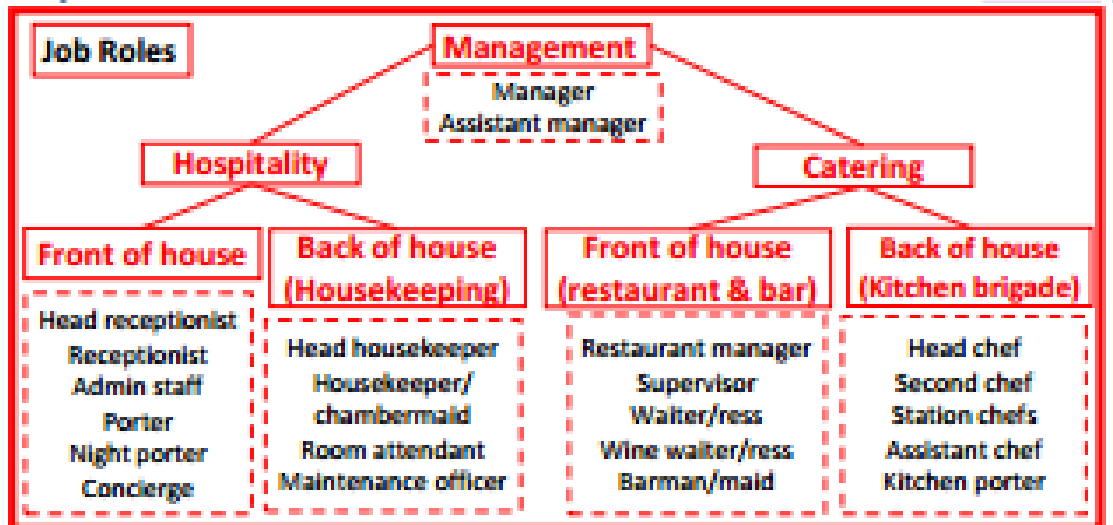 Job Roles
Management
Manager
Assistant manager
Hospitality
Catering
Front of house
Head receptionist
Receptionist
Admin staff
Porter
Night porter
Concierge
Back of house
(Housekeeping)
Head housekeeper
Housekeeper/
chambermaid
Room attendant
Maintenance officer
Front of house
(restaurant & bar)
Restaurant manager
Supervisor
Waiter/ress
Wine waiter/ress
Barman/maid
Back of house
(Kitchen brigade)
Head chef
Second chef
Station chefs
Assistant chef
Kitchen porter